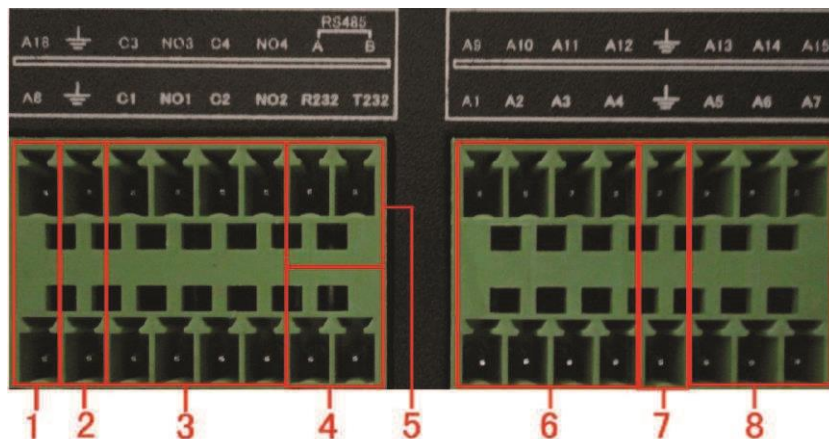 RS485
A18 C3 NO3 C4 NO4 A B
A8 C1 NO1 C2 NO2 R232 T232
A9 A10 A11 A12 A13 A14 A15
A1 A2 A3 A4 A5 A6 A7
5
1 2 3 4 6 7 8